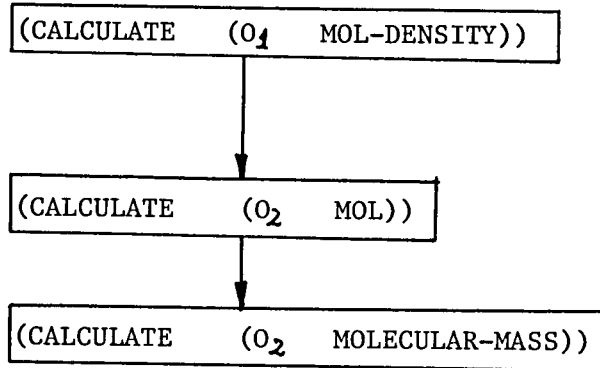 (CALCULATE (O₁ MOL-DENSITY))
(CALCULATE (O₂ MOL))
(CALCULATE (O₂ MOLECULAR-MASS))